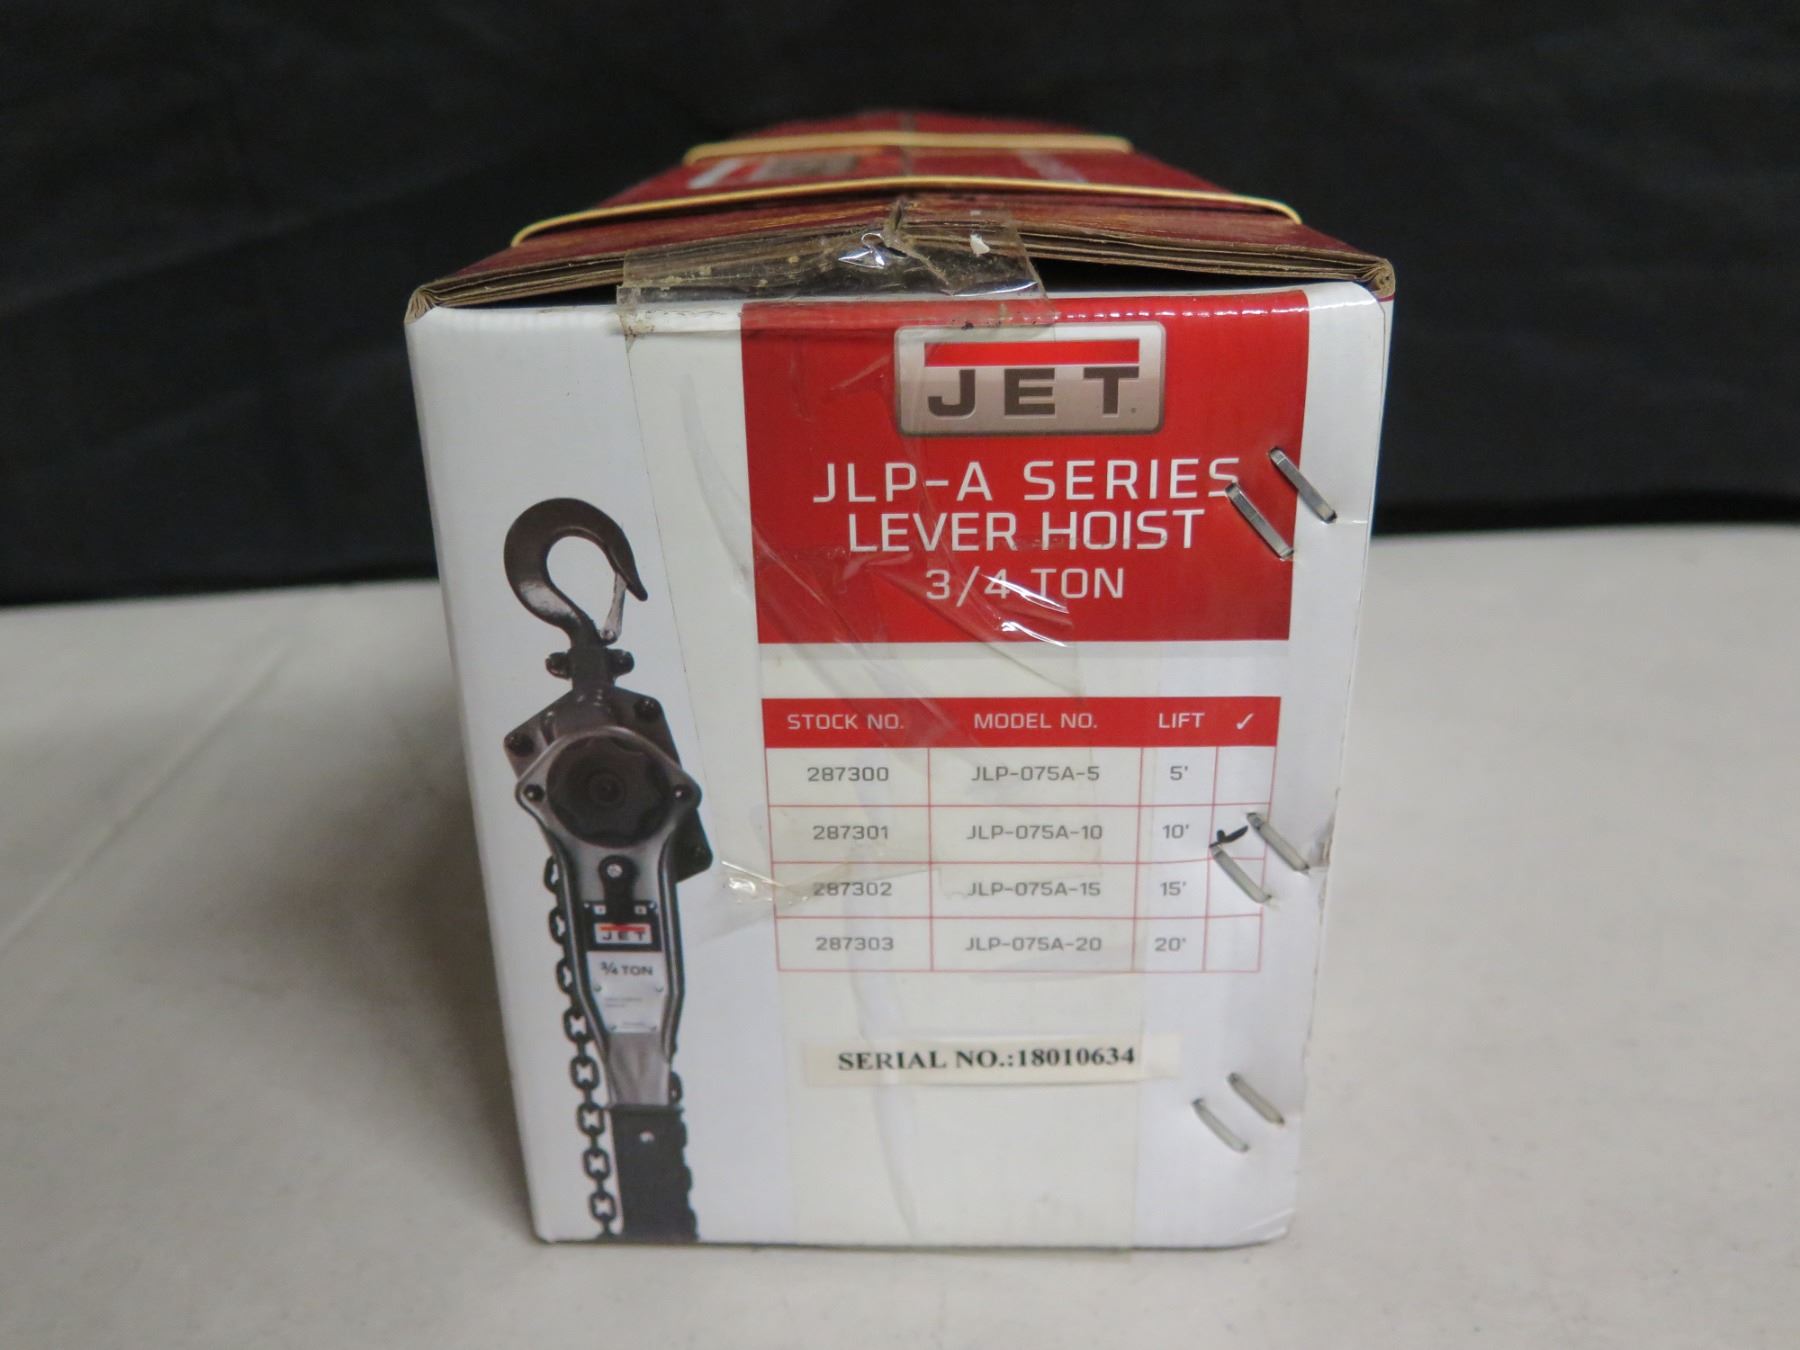 JET
JLP-A SERIES
LEVER HOIST
3/4 TON
STOCK NO. MODEL NO. LIFT ✓
287300 JLP-075A-5 5'
287301 JLP-075A-10 10' ✓
287302 JLP-075A-15 15'
287303 JLP-075A-20 20'
SERIAL NO.:18010634
JET
3/4 TON